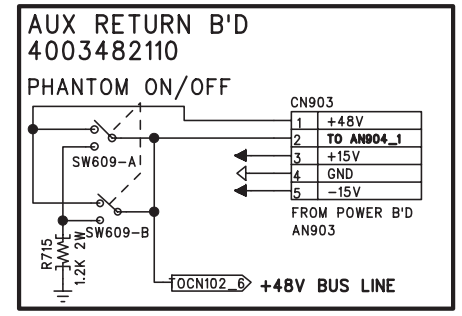 AUX RETURN B'D
4003482110
PHANTOM ON/OFF
CN903
1 +48V
2 TO AN904_1
3 +15V
4 GND
5 -15V
FROM POWER B'D
AN903
SW609-A
SW609-B
R715
1.2K 2W
TOCN102_6
+48V BUS LINE